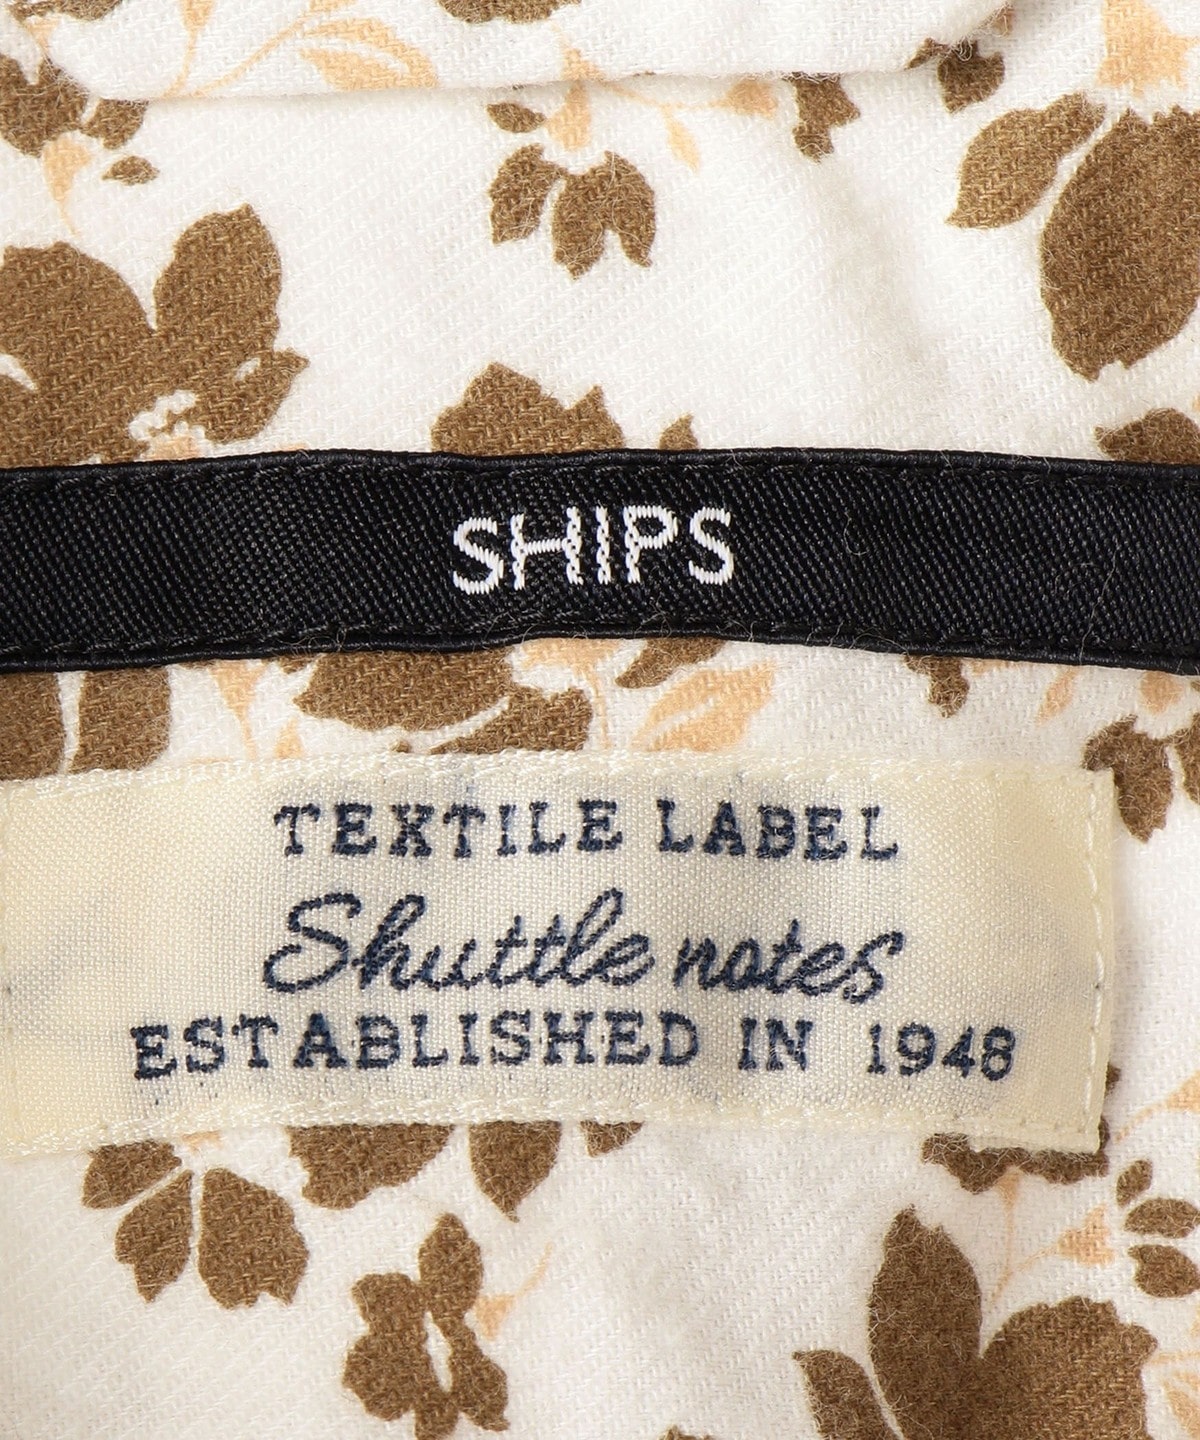 SHIPS
TEXTILE LABEL
Shuttle notes
ESTABLISHED IN 1948